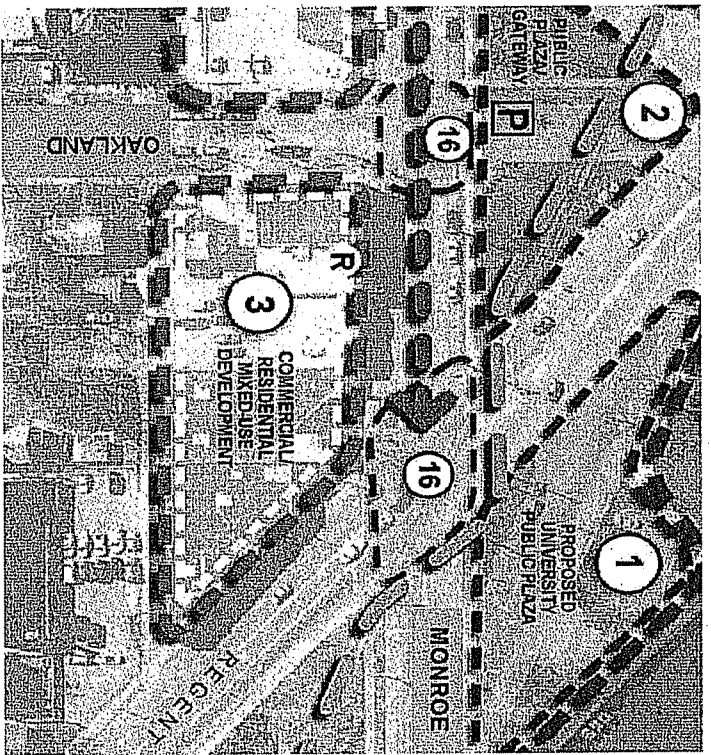 PUBLIC
PLAZA/
GATEWAY
2
P
16
OAKLAND
R
3
COMMERCIAL/
RESIDENTIAL
MIXED-USE
DEVELOPMENT
16
1
PROPOSED
UNIVERSITY
PUBLIC PLAZA
MONROE
REGENT